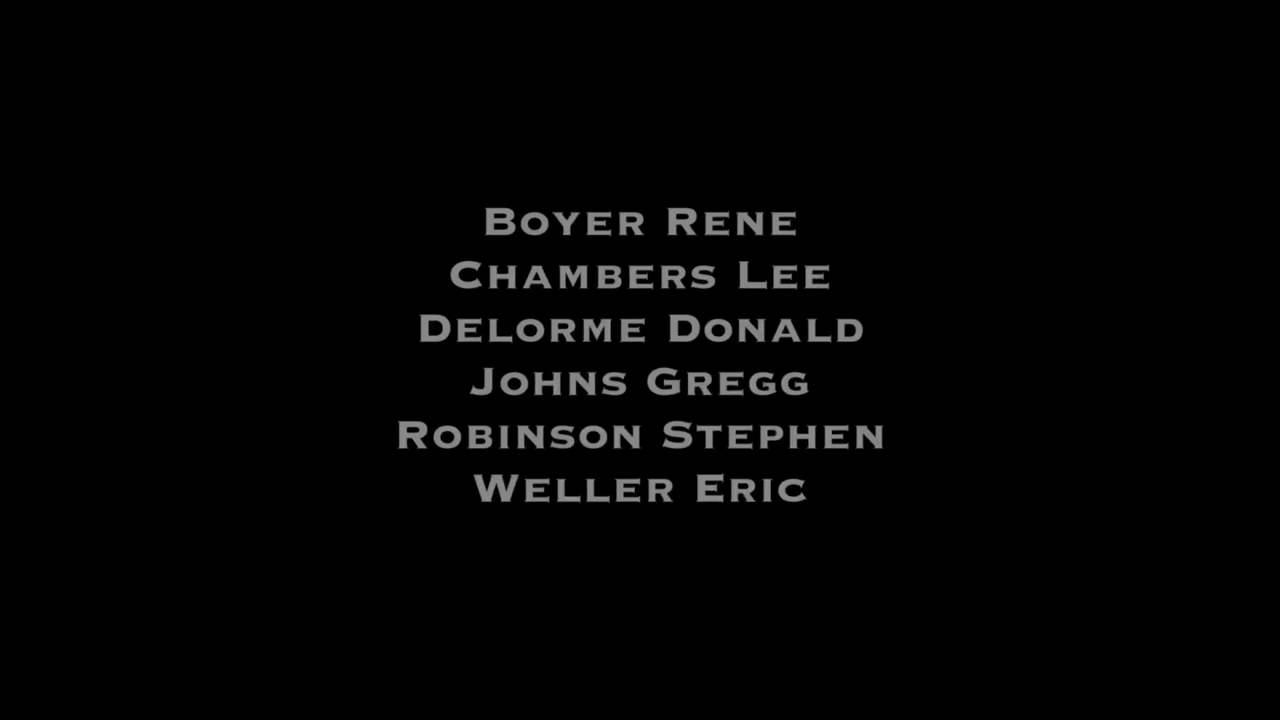 Boyer Rene
Chambers Lee
Delorme Donald
Johns Gregg
Robinson Stephen
Weller Eric